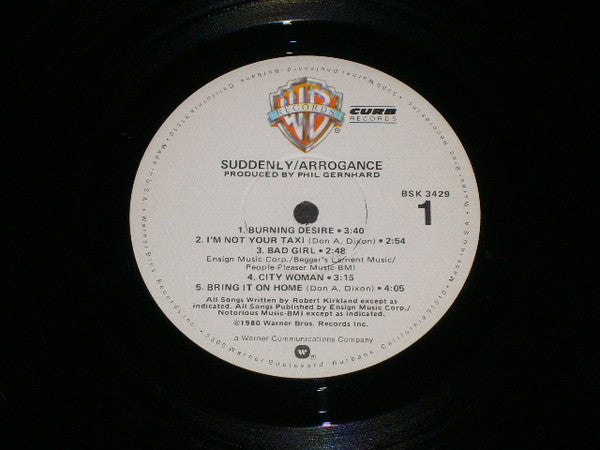 WB
RECORDS
®
CURB
RECORDS
SUDDENLY/ARROGANCE
PRODUCED BY PHIL GERNHARD
BSK 3429
1
1. BURNING DESIRE • 3:40
2. I'M NOT YOUR TAXI (Don A. Dixon) • 2:54
3. BAD GIRL • 2:48
Ensign Music Corp./Beggar's Lament Music/
People Pleaser Music BMI
4. CITY WOMAN • 3:15
5. BRING IT ON HOME (Don A. Dixon) • 4:05
All Songs Written by Robert Kirkland except as
indicated. All Songs Published by Ensign Music Corp./
Notorious Music-BMI except as indicated.
©1980 Warner Bros. Records Inc.
a Warner Communications Company